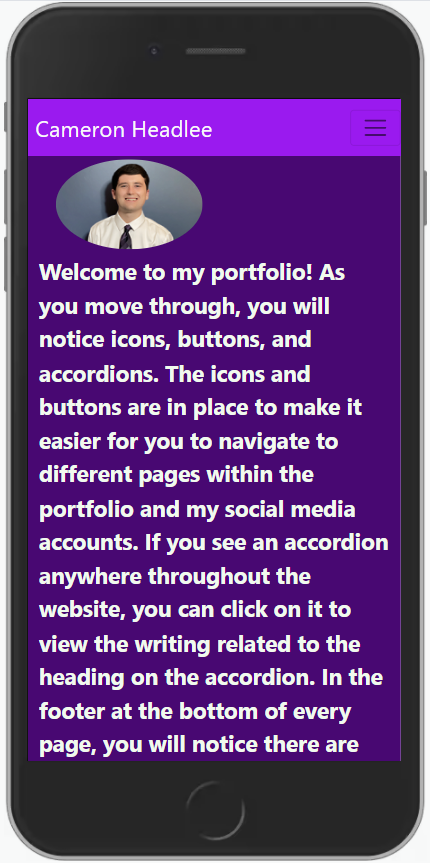 Cameron Headlee
Welcome to my portfolio! As
you move through, you will
notice icons, buttons, and
accordions. The icons and
buttons are in place to make it
easier for you to navigate to
different pages within the
portfolio and my social media
accounts. If you see an accordion
anywhere throughout the
website, you can click on it to
view the writing related to the
heading on the accordion. In the
footer at the bottom of every
page, you will notice there are